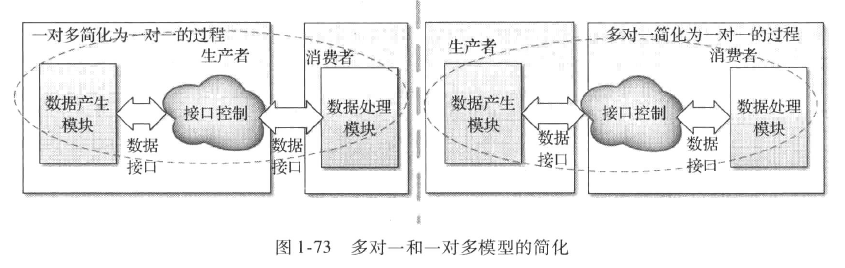 一对多简化为一对一的过程
生产者
消费者
数据产生
模块
接口控制
数据处理
模块
数据
接口
数据
接口
多对一简化为一对一的过程
生产者
消费者
数据产生
模块
接口控制
数据处理
模块
数据
接口
数据
接口
图 1-73 多对一和一对多模型的简化